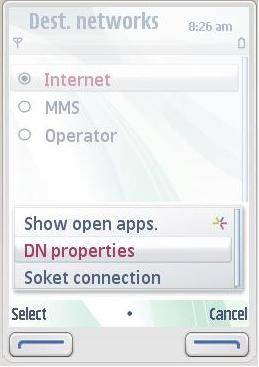 Dest. networks
8:26 am
Internet
MMS
Operator
Show open apps.
DN properties
Soket connection
Select
Cancel